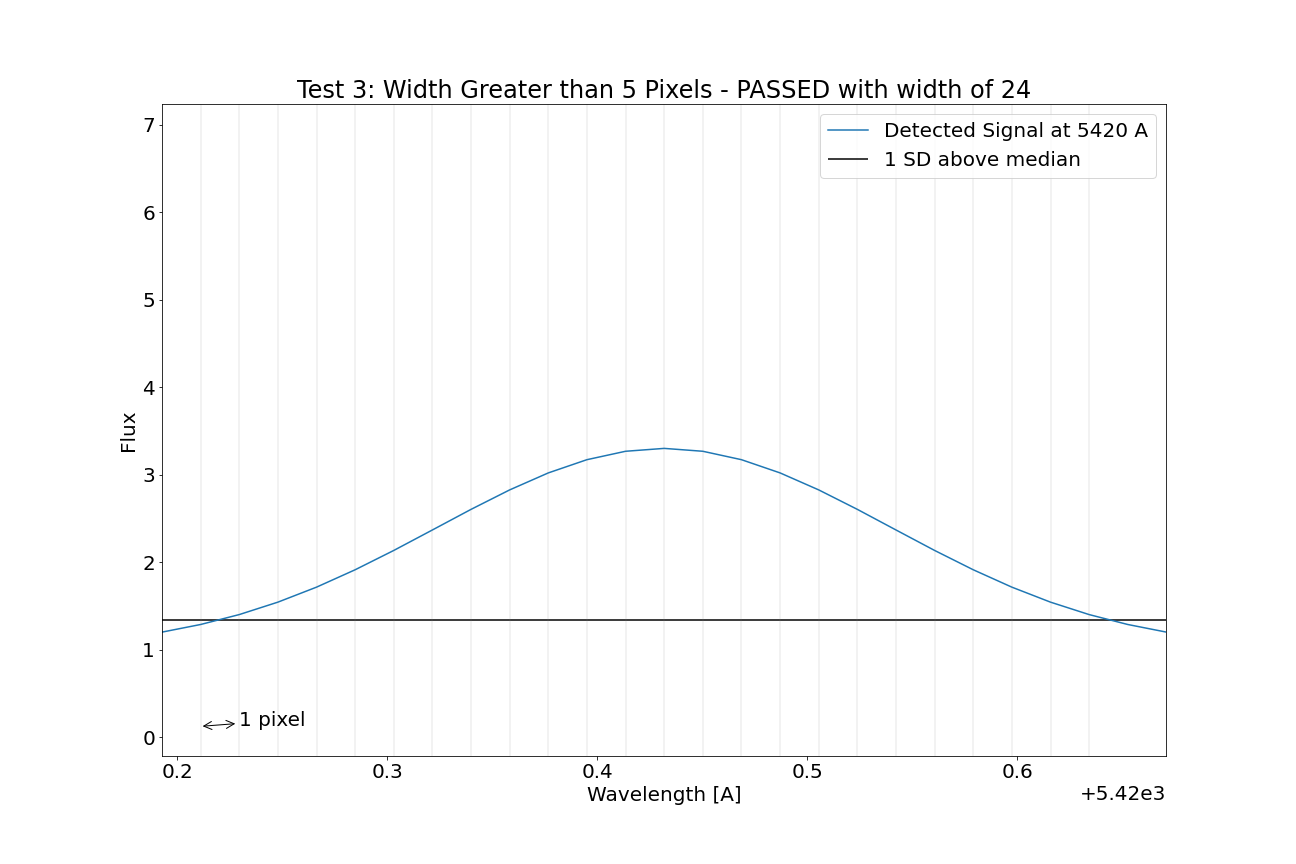 Test 3: Width Greater than 5 Pixels - PASSED with width of 24
Detected Signal at 5420 A
1 SD above median
7
6
5
4
3
2
1
0
Flux
1 pixel
0.2 0.3 0.4 0.5 0.6
Wavelength [A]
+5.42e3